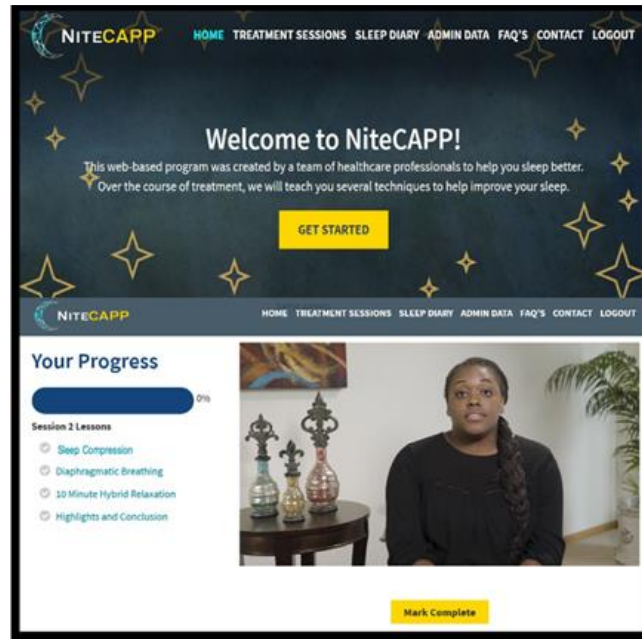 NITECAPP
HOME TREATMENT SESSIONS SLEEP DIARY ADMIN DATA FAQ'S CONTACT LOGOUT
Welcome to NiteCAPP!
This web-based program was created by a team of healthcare professionals to help you sleep better.
Over the course of treatment, we will teach you several techniques to help improve your sleep.
GET STARTED
NITECAPP
HOME TREATMENT SESSIONS SLEEP DIARY ADMIN DATA FAQ'S CONTACT LOGOUT
Your Progress
0%
Session 2 Lessons
Sleep Compression
Diaphragmatic Breathing
10 Minute Hybrid Relaxation
Highlights and Conclusion
Mark Complete